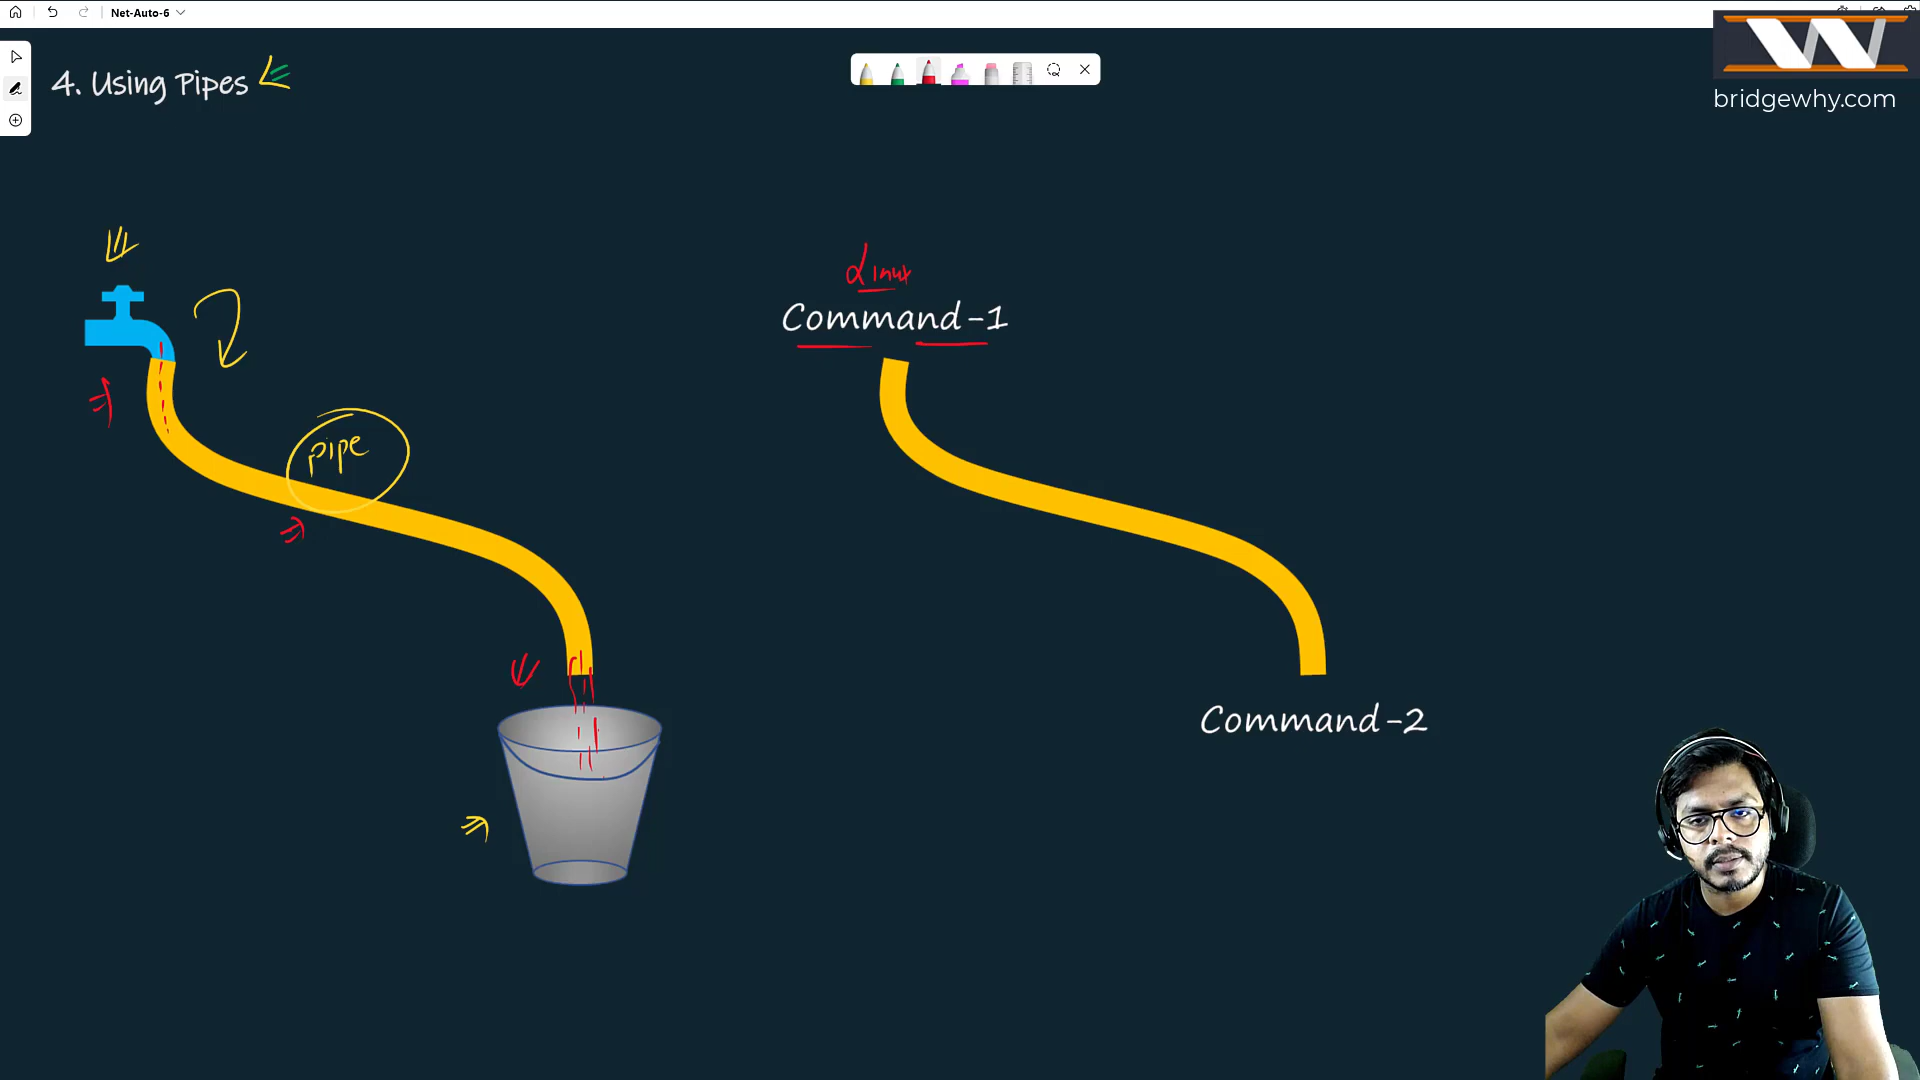 Net-Auto-6
4. Using Pipes
bridgewhy.com
Linux
Command-1
pipe
Command-2